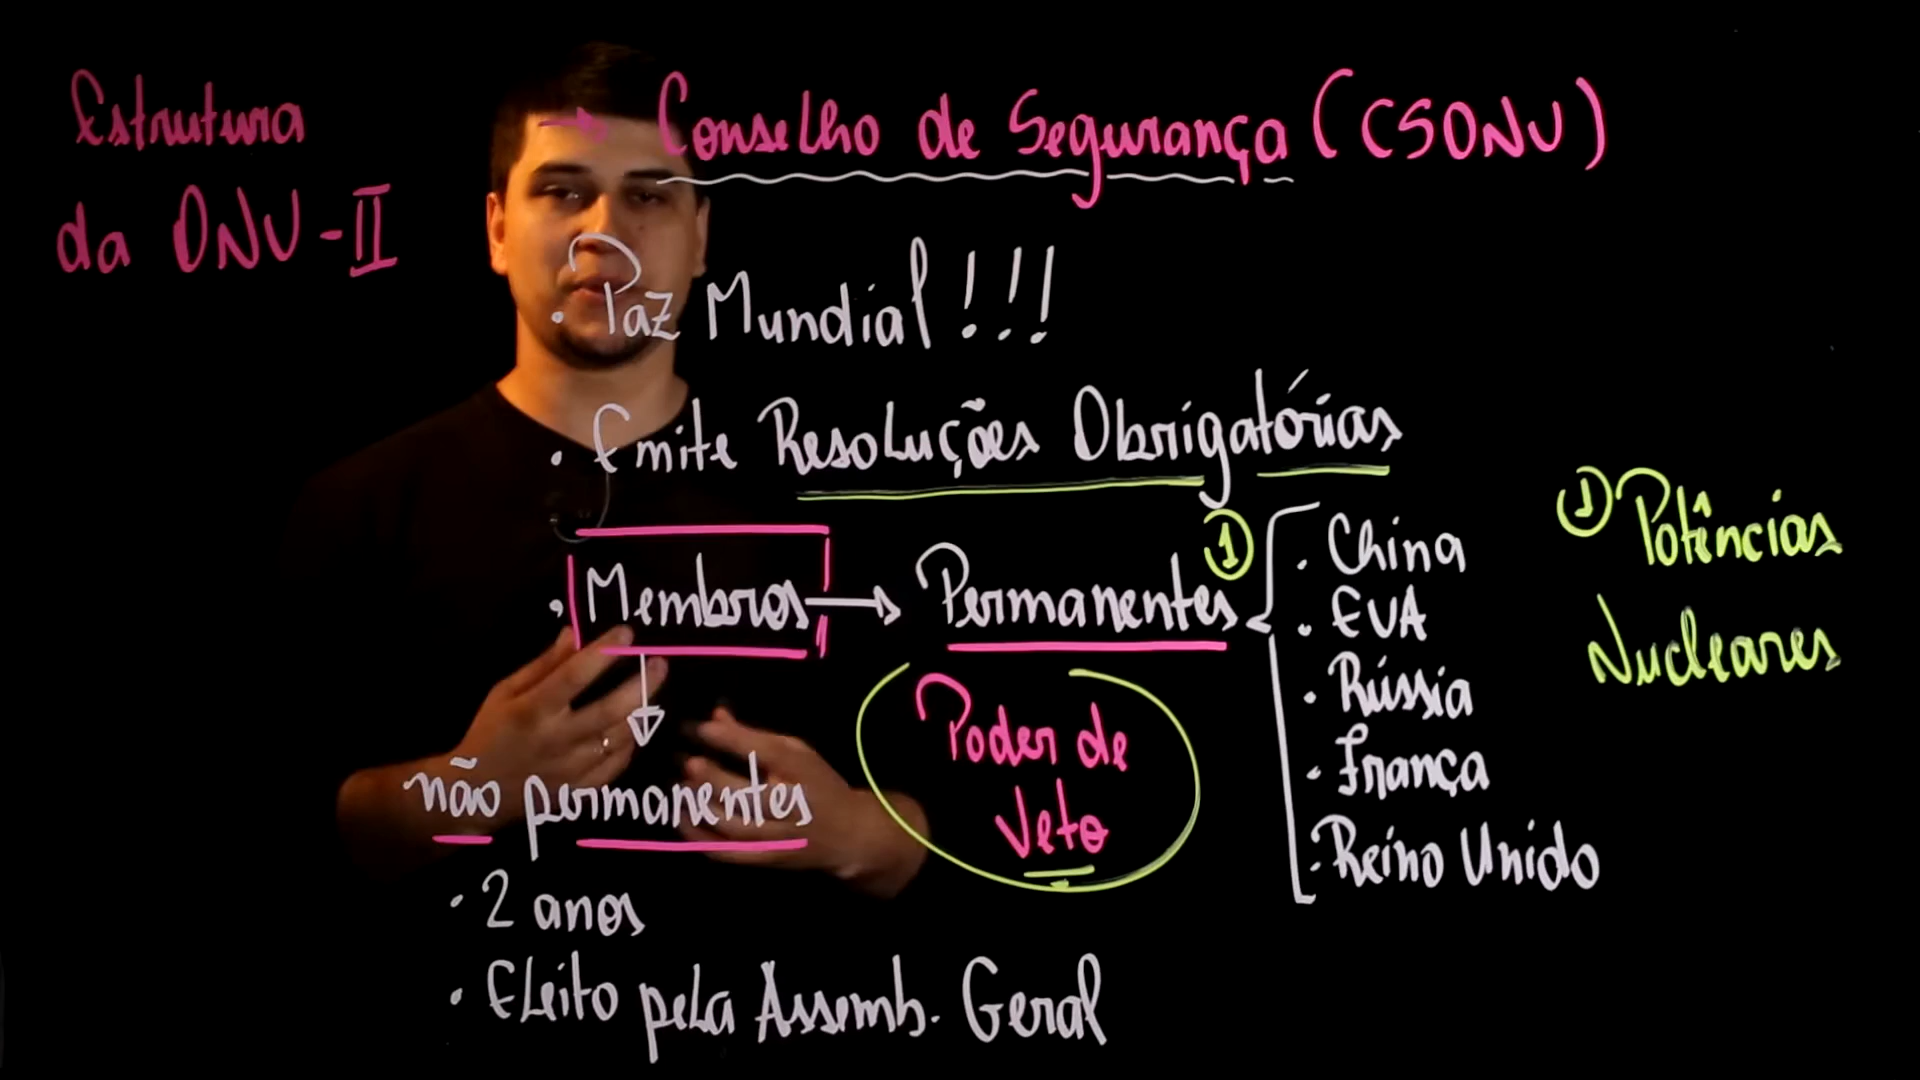 Estrutura
da ONU - II
→ Conselho de Segurança (CSONU)
• Paz Mundial!!!
• Emite Resoluções Obrigatórias
• Membros → Permanentes ①
• China
• EUA
• Rússia
• França
• Reino Unido
① Potências
Nucleares
Poder de
Veto
não permanentes
• 2 anos
• Eleito pela Assemb. Geral